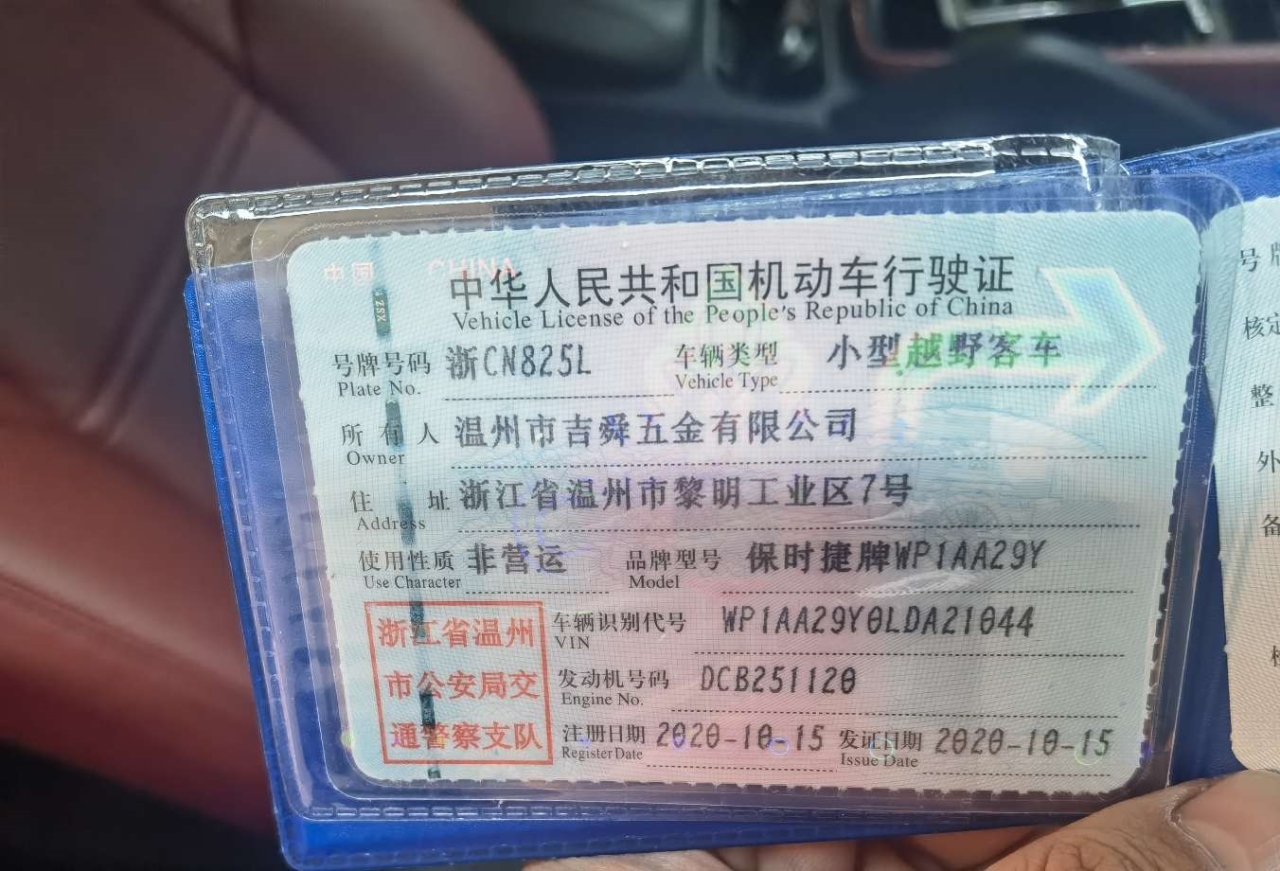 中国 CHINA
中华人民共和国机动车行驶证
Vehicle License of the People's Republic of China
号牌号码 浙CN825L 车辆类型 小型越野客车
Plate No. Vehicle Type
所有人 温州市吉舜五金有限公司
Owner
住址 浙江省温州市黎明工业区7号
Address
使用性质 非营运 品牌型号 保时捷牌WP1AA29Y
Use Character Model
浙江省温州
市公安局交
通警察支队
车辆识别代号 WP1AA29Y0LDA21044
VIN
发动机号码 DCB251120
Engine No.
注册日期 2020-10-15 发证日期 2020-10-15
Register Date Issue Date
号牌
核定
整
外
备